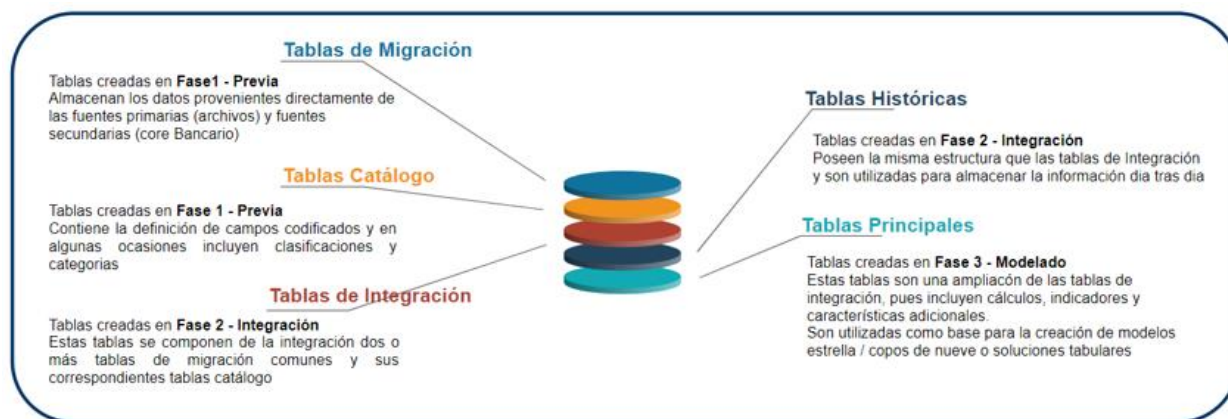 Tablas de Migración
Tablas creadas en Fase1 - Previa
Almacenan los datos provenientes directamente de
las fuentes primarias (archivos) y fuentes
secundarias (core Bancario)
Tablas Catálogo
Tablas creadas en Fase 1 - Previa
Contiene la definición de campos codificados y en
algunas ocasiones incluyen clasificaciones y
categorias
Tablas de Integración
Tablas creadas en Fase 2 - Integración
Estas tablas se componen de la integración dos o
más tablas de migración comunes y sus
correspondientes tablas catálogo
Tablas Históricas
Tablas creadas en Fase 2 - Integración
Poseen la misma estructura que las tablas de Integración
y son utilizadas para almacenar la información dia tras dia
Tablas Principales
Tablas creadas en Fase 3 - Modelado
Estas tablas son una ampliacón de las tablas de
integración, pues incluyen cálculos, indicadores y
características adicionales.
Son utilizadas como base para la creación de modelos
estrella / copos de nueve o soluciones tabulares